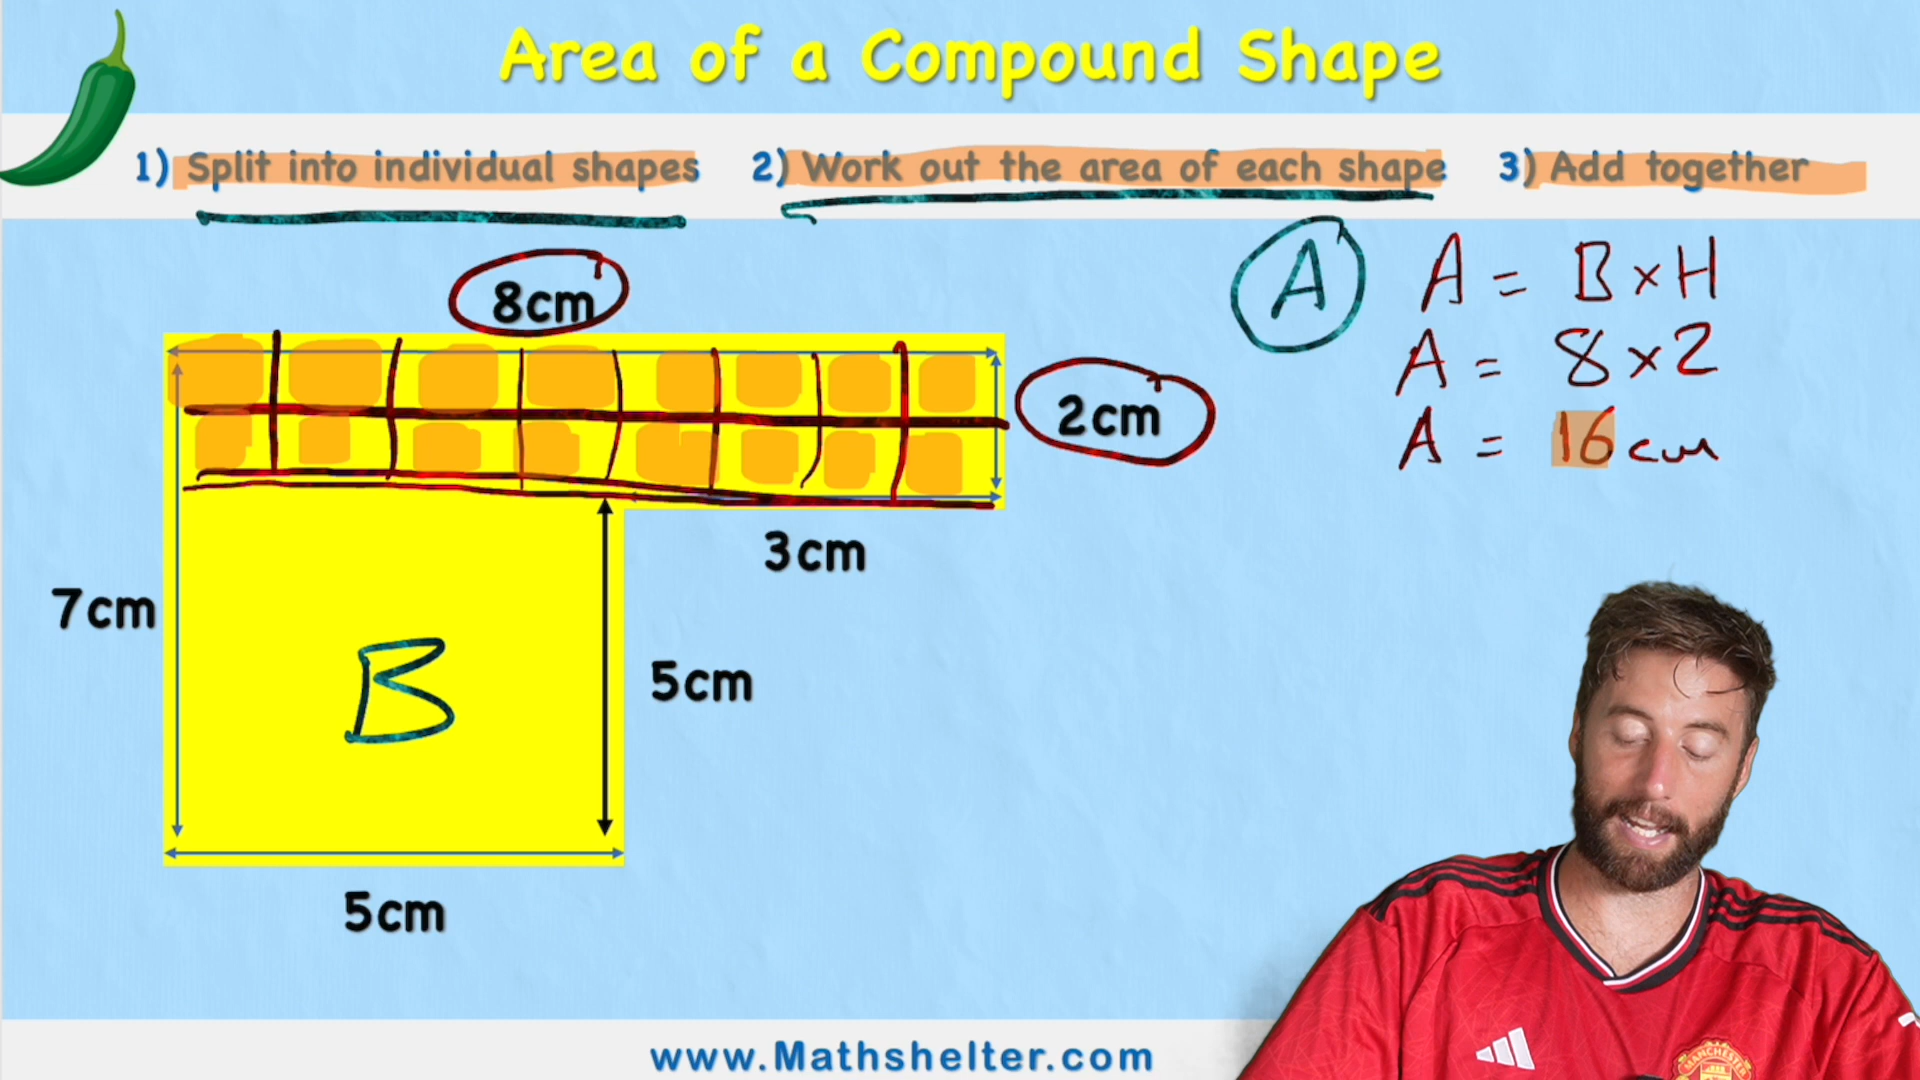 Area of a Compound Shape
1) Split into individual shapes 2) Work out the area of each shape 3) Add together
A A = B × H
8cm
A = 8 × 2
2cm
A = 16 cm
3cm
7cm
B
5cm
5cm
www.Mathshelter.com
MANCHESTER